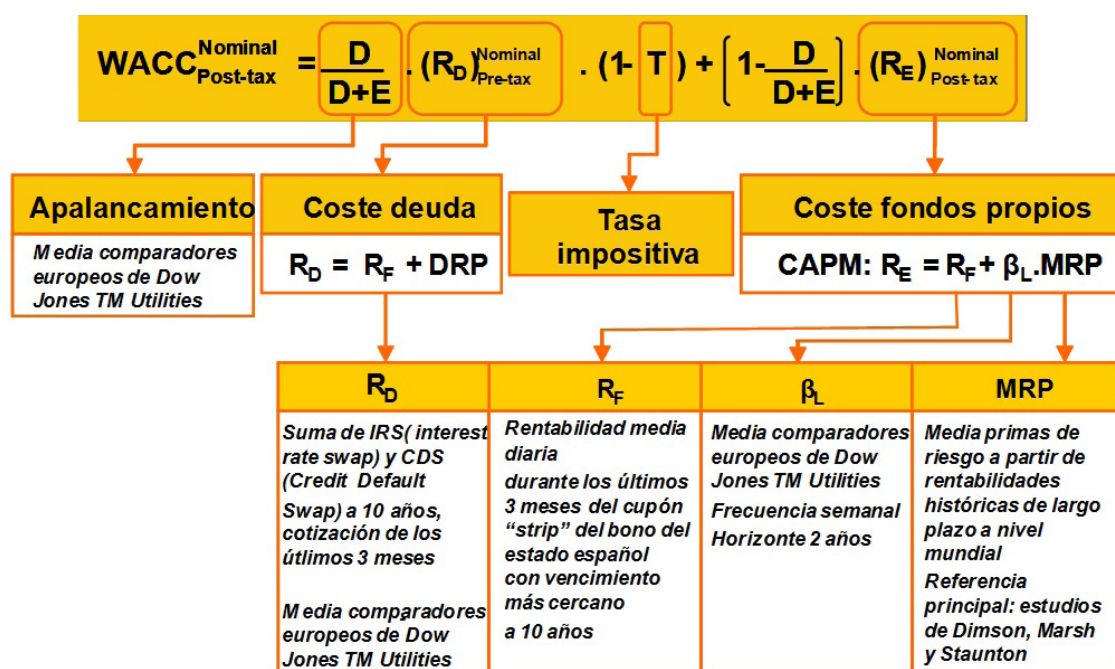 WACC Nominal Post-tax = D/D+E . (RD) Nominal Pre-tax . (1- T ) + (1- D/D+E) . (RE) Nominal Post-tax
Apalancamiento
Media comparadores
europeos de Dow
Jones TM Utilities
Coste deuda
RD = RF + DRP
Tasa
impositiva
Coste fondos propios
CAPM: RE = RF + βL.MRP
RD
Suma de IRS( interest
rate swap) y CDS
(Credit Default
Swap) a 10 años,
cotización de los
útlimos 3 meses
Media comparadores
europeos de Dow
Jones TM Utilities
RF
Rentabilidad media
diaria
durante los últimos
3 meses del cupón
“strip” del bono del
estado español
con vencimiento
más cercano
a 10 años
βL
Media comparadores
europeos de Dow
Jones TM Utilities
Frecuencia semanal
Horizonte 2 años
MRP
Media primas de
riesgo a partir de
rentabilidades
históricas de largo
plazo a nivel
mundial
Referencia
principal: estudios
de Dimson, Marsh
y Staunton